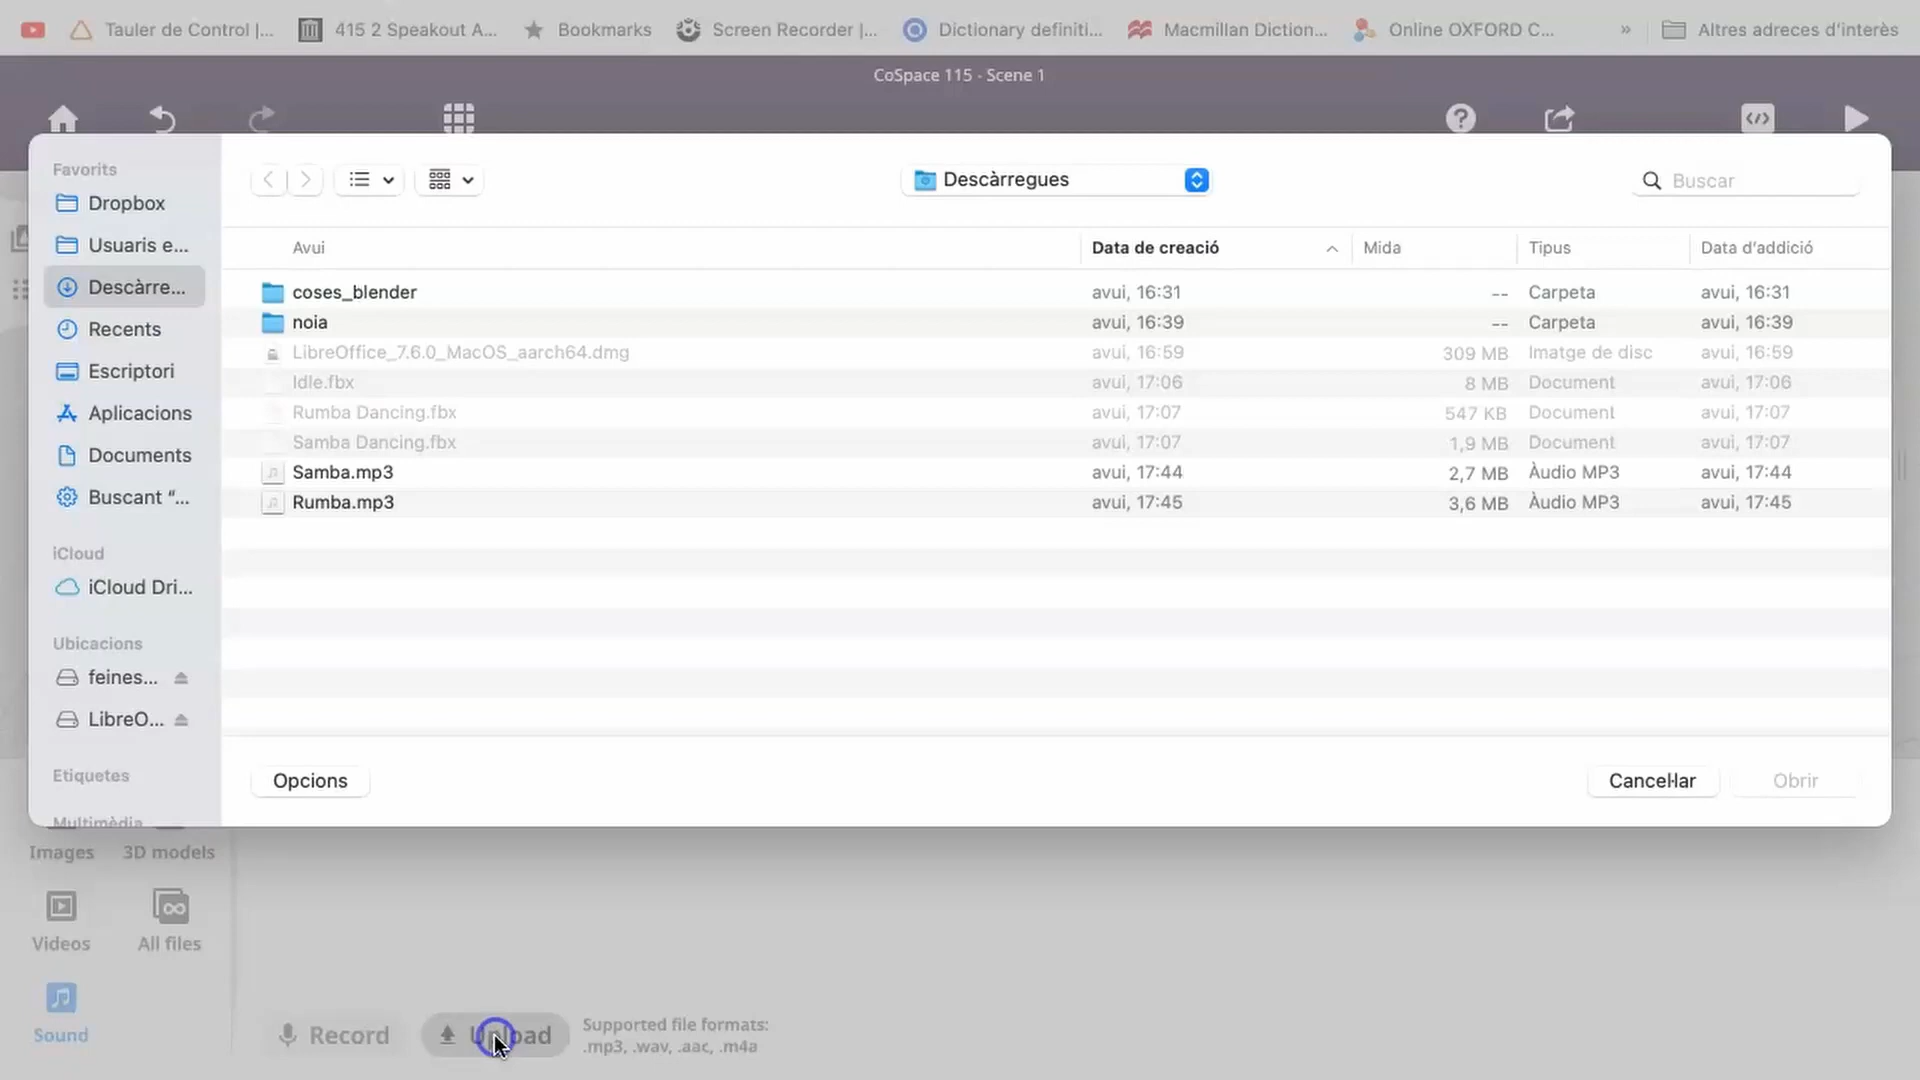 Tauler de Control |...
415 2 Speakout A...
Bookmarks
Screen Recorder |...
Dictionary definiti...
Macmillan Diction...
Online OXFORD C...
»
Altres adreces d'interès
CoSpace 115 - Scene 1
Favorits
Dropbox
Usuaris e...
Descàrre...
Recents
Escriptori
Aplicacions
Documents
Buscant “...
iCloud
iCloud Dri...
Ubicacions
feines...
LibreO...
Etiquetes
Multimèdia
Descàrregues
Buscar
Avui Data de creació Mida Tipus Data d'addició
coses_blender avui, 16:31 -- Carpeta avui, 16:31
noia avui, 16:39 -- Carpeta avui, 16:39
LibreOffice_7.6.0_MacOS_aarch64.dmg avui, 16:59 309 MB Imatge de disc avui, 16:59
Idle.fbx avui, 17:06 8 MB Document avui, 17:06
Rumba Dancing.fbx avui, 17:07 547 KB Document avui, 17:07
Samba Dancing.fbx avui, 17:07 1,9 MB Document avui, 17:07
Samba.mp3 avui, 17:44 2,7 MB Àudio MP3 avui, 17:44
Rumba.mp3 avui, 17:45 3,6 MB Àudio MP3 avui, 17:45
Opcions
Cancel·lar
Obrir
Images
3D models
Videos
All files
Sound
Record
Upload
Supported file formats:
.mp3, .wav, .aac, .m4a